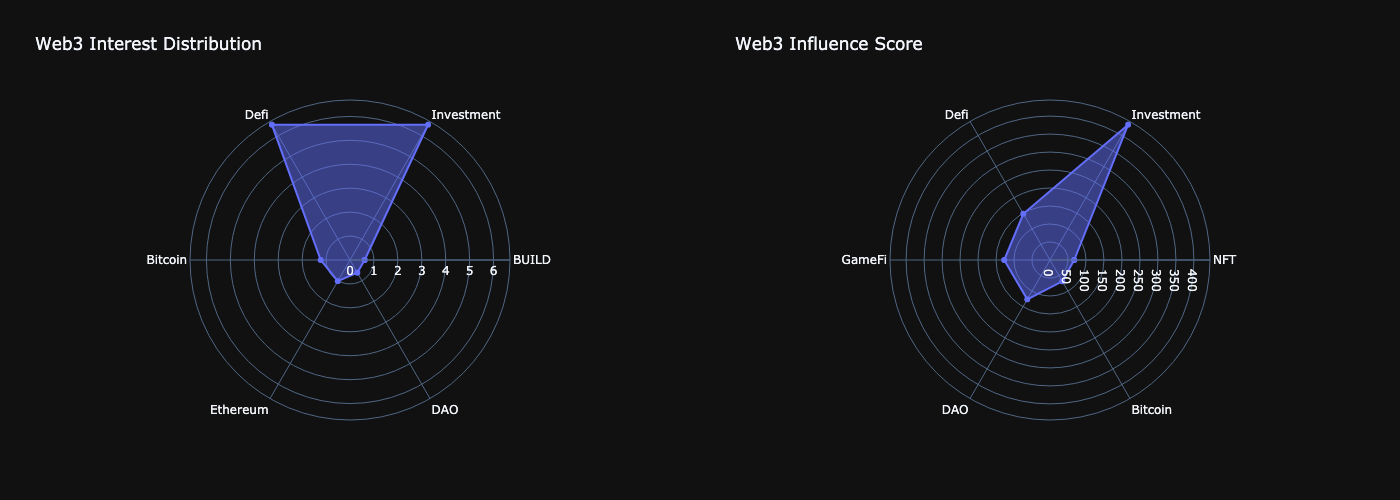 Web3 Interest Distribution
Defi
Investment
Bitcoin
BUILD
0 1 2 3 4 5 6
Ethereum
DAO
Web3 Influence Score
Defi
Investment
GameFi
NFT
0 50 100 150 200 250 300 350 400
DAO
Bitcoin